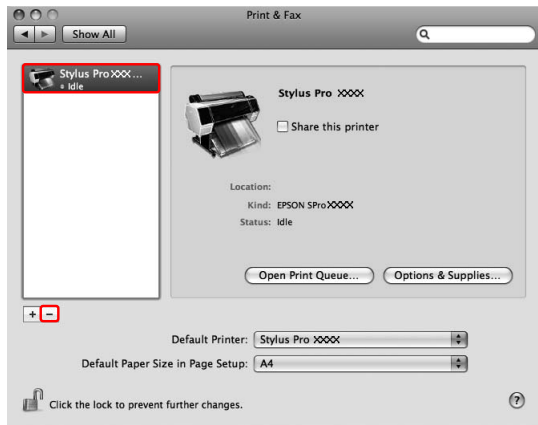 Print & Fax
Show All
Stylus Pro XXX...
Idle
Stylus Pro XXXX
Share this printer
Location:
Kind: EPSON SPro XXXX
Status: Idle
Open Print Queue...
Options & Supplies...
+ −
Default Printer: Stylus Pro XXXX
Default Paper Size in Page Setup: A4
Click the lock to prevent further changes.
?